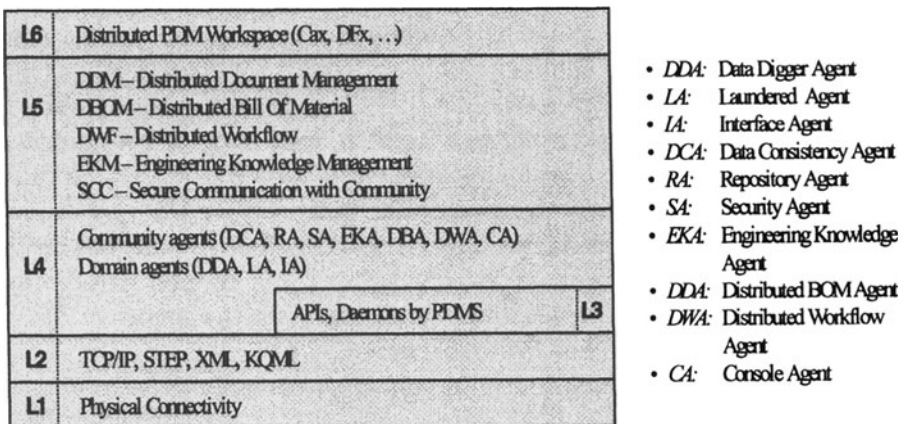 L6 Distributed PDM Workspace (Cax, DFx, …)
L5 DDM – Distributed Document Management
DBOM – Distributed Bill Of Material
DWF – Distributed Workflow
EKM – Engineering Knowledge Management
SCC – Secure Communication with Community
L4 Community agents (DCA, RA, SA, EKA, DBA, DWA, CA)
Domain agents (DDA, LA, IA)
APIs, Daemons by PDMS L3
L2 TCP/IP, STEP, XML, KQML
L1 Physical Connectivity
• DDA: Data Digger Agent
• LA: Laundered Agent
• IA: Interface Agent
• DCA: Data Consistency Agent
• RA: Repository Agent
• SA: Security Agent
• EKA: Engineering Knowledge
Agent
• DDA: Distributed BOM Agent
• DWA: Distributed Workflow
Agent
• CA: Console Agent